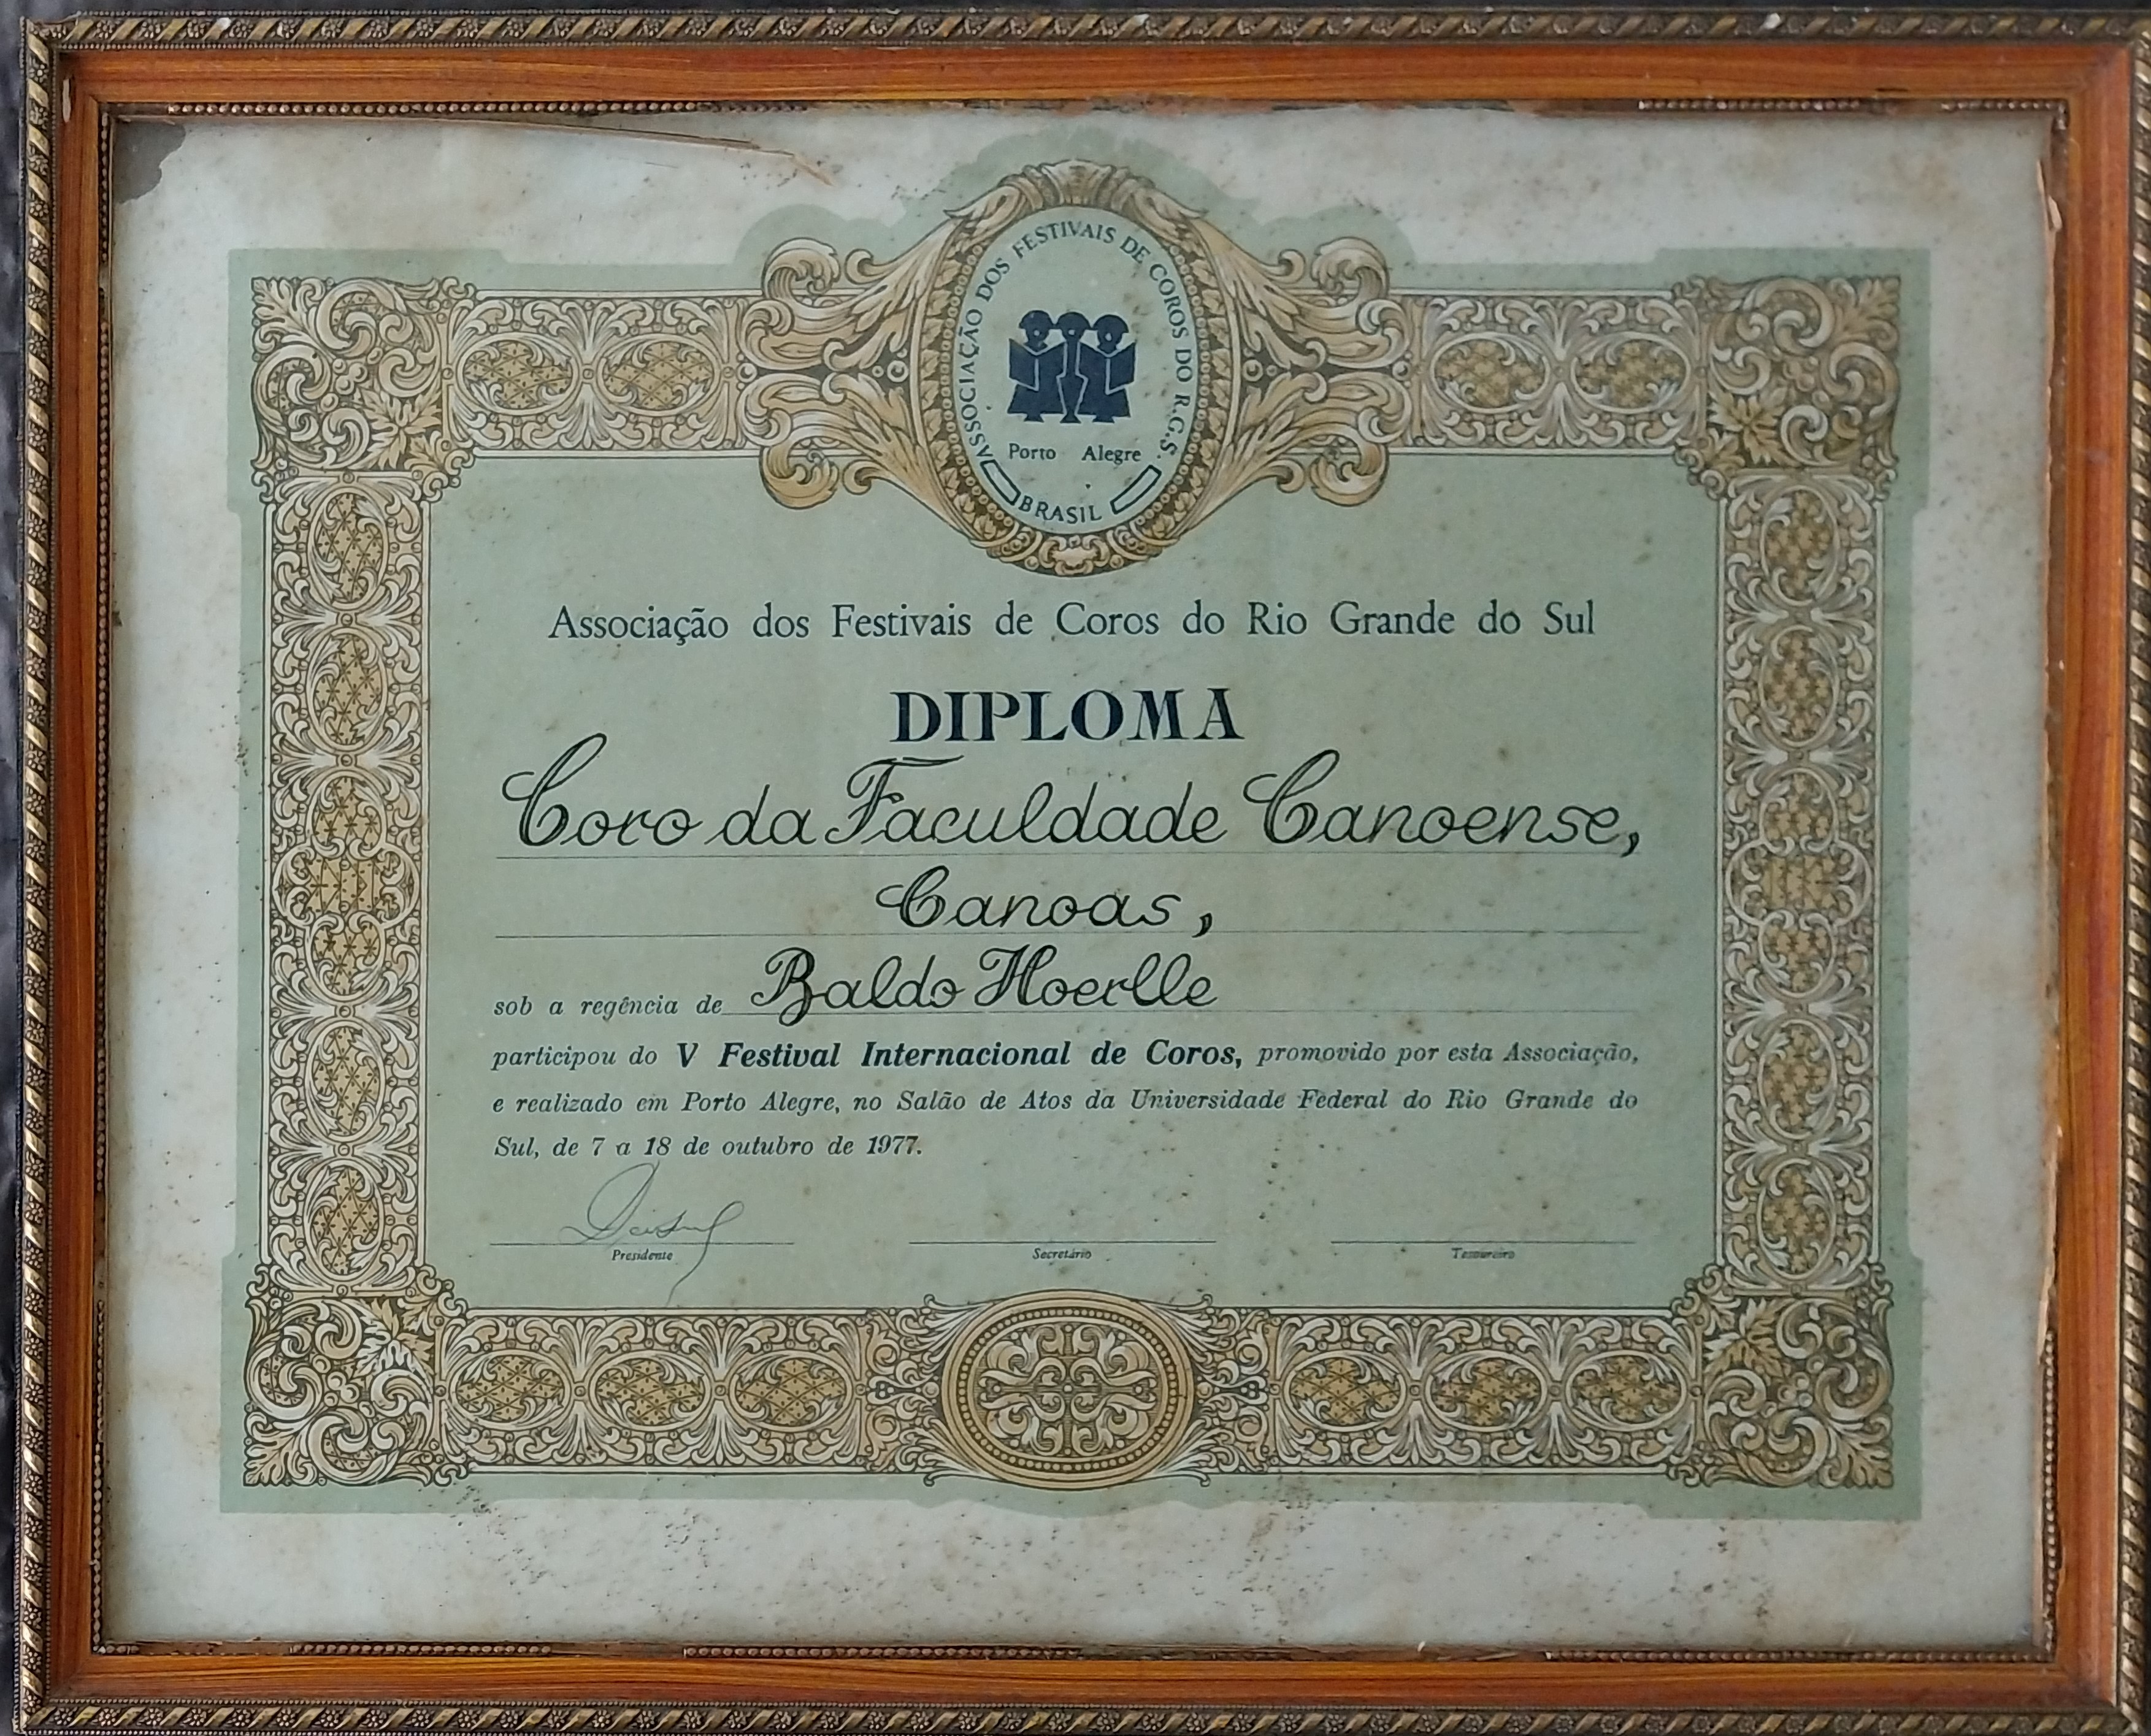 ASSSOCIAÇÃO DOS FESTIVAIS DE COROS DO R.G.S.
Porto Alegre
BRASIL
Associação dos Festivais de Coros do Rio Grande do Sul
DIPLOMA
Coro da Faculdade Canoense,
Canoas,
sob a regência de Baldo Hoerlle
participou do V Festival Internacional de Coros, promovido por esta Associação,
e realizado em Porto Alegre, no Salão de Atos da Universidade Federal do Rio Grande do
Sul, de 7 a 18 de outubro de 1977.
Presidente Secretário Tesoureiro